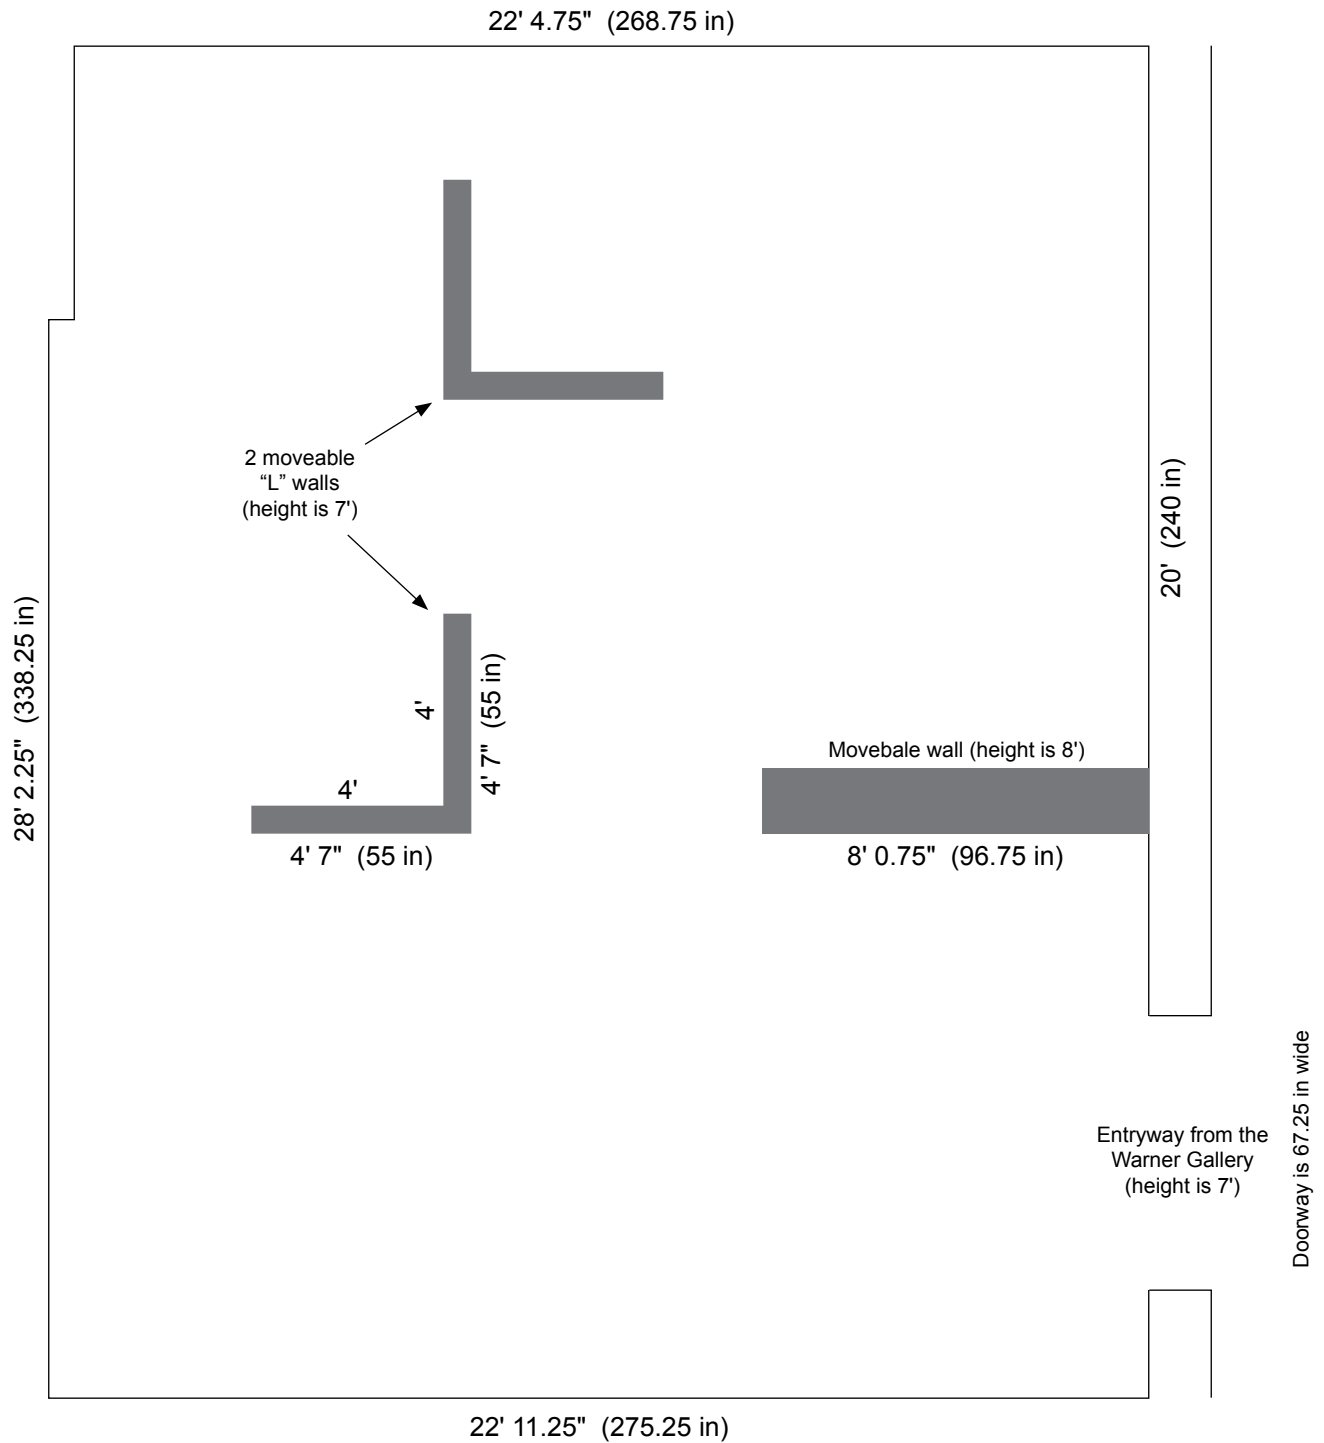 22' 4.75"  (268.75 in)
2 moveable
“L” walls
(height is 7')
20'  (240 in)
28' 2.25"  (338.25 in)
4'
4' 7"  (55 in)
4'
4' 7"  (55 in)
Movebale wall (height is 8')
8' 0.75"  (96.75 in)
Entryway from the
Warner Gallery
(height is 7')
Doorway is 67.25 in wide
22' 11.25"  (275.25 in)